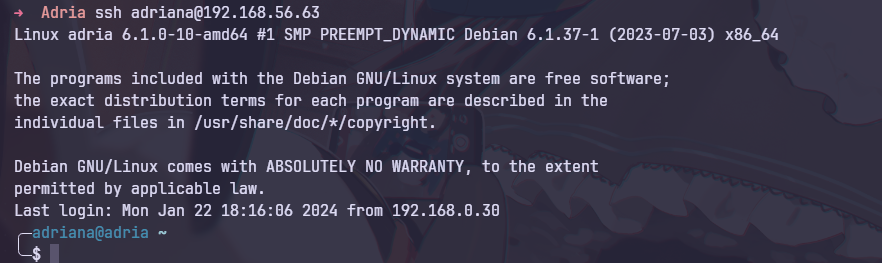 → Adria ssh adriana@192.168.56.63
Linux adria 6.1.0-10-amd64 #1 SMP PREEMPT_DYNAMIC Debian 6.1.37-1 (2023-07-03) x86_64
The programs included with the Debian GNU/Linux system are free software;
the exact distribution terms for each program are described in the
individual files in /usr/share/doc/*/copyright.
Debian GNU/Linux comes with ABSOLUTELY NO WARRANTY, to the extent
permitted by applicable law.
Last login: Mon Jan 22 18:16:06 2024 from 192.168.0.30
╭─adriana@adria ~
╰─$